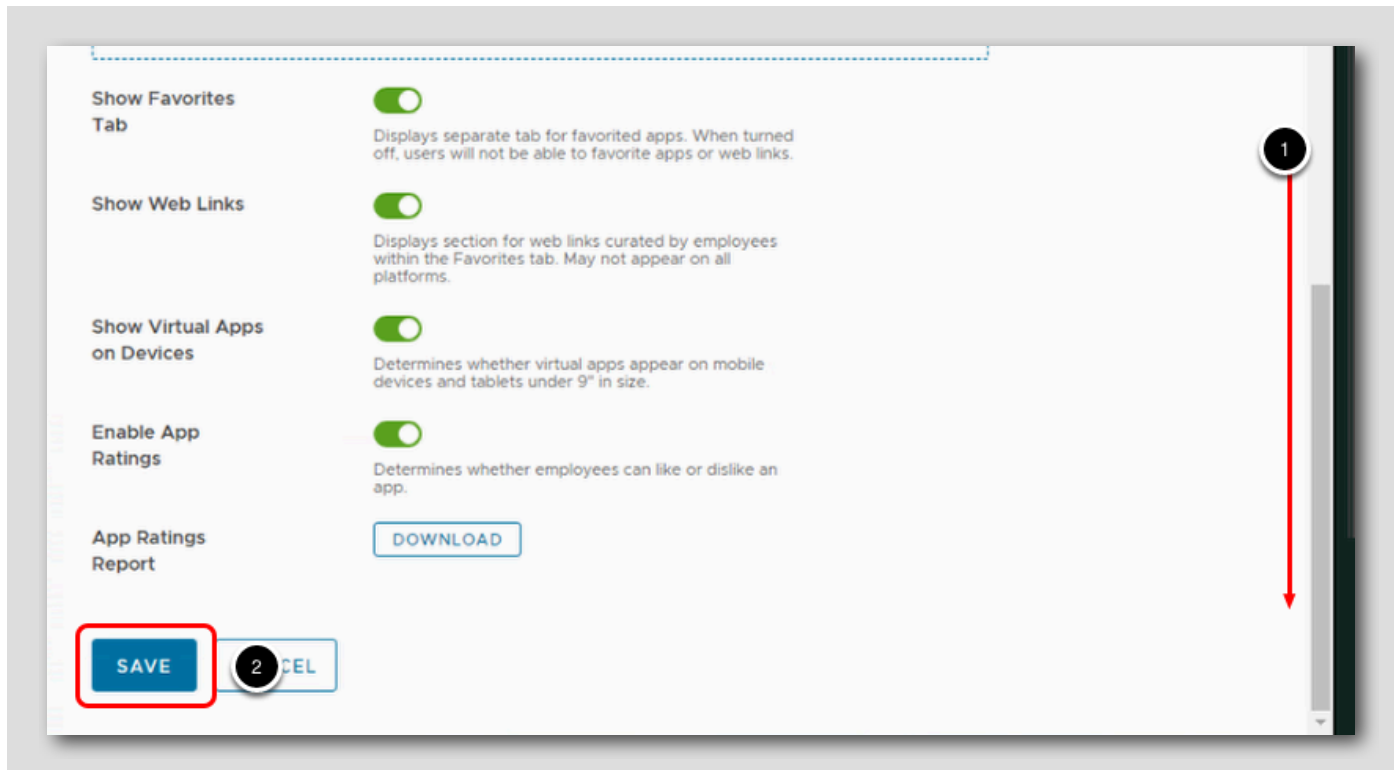 Show Favorites
Tab
Displays separate tab for favorited apps. When turned
off, users will not be able to favorite apps or web links.
1
Show Web Links
Displays section for web links curated by employees
within the Favorites tab. May not appear on all
platforms.
Show Virtual Apps
on Devices
Determines whether virtual apps appear on mobile
devices and tablets under 9" in size.
Enable App
Ratings
Determines whether employees can like or dislike an
app.
App Ratings
Report
DOWNLOAD
SAVE
2
CEL